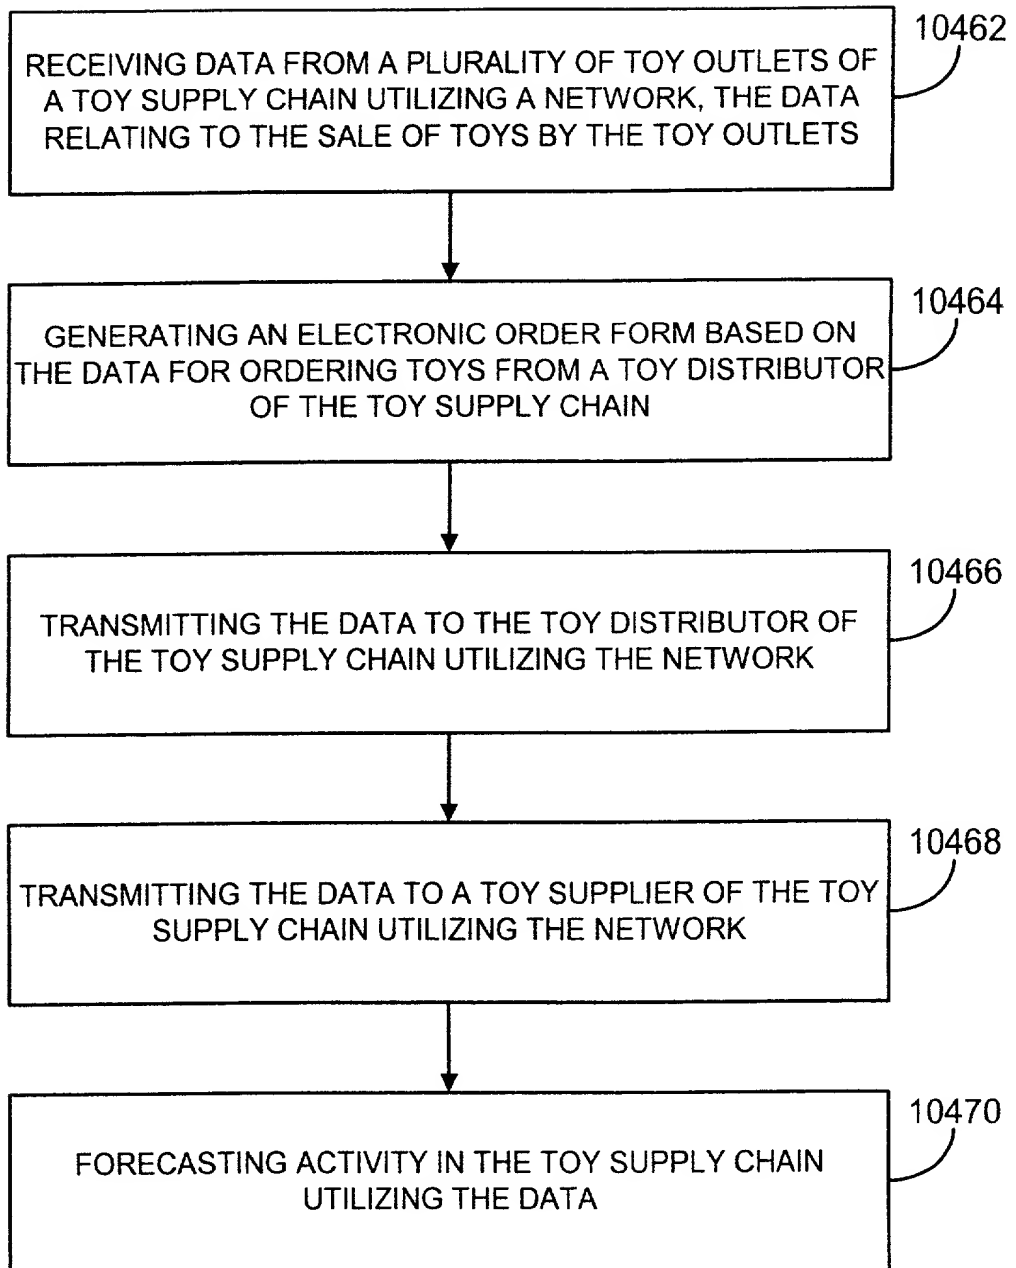 10462
RECEIVING DATA FROM A PLURALITY OF TOY OUTLETS OF
A TOY SUPPLY CHAIN UTILIZING A NETWORK, THE DATA
RELATING TO THE SALE OF TOYS BY THE TOY OUTLETS
10464
GENERATING AN ELECTRONIC ORDER FORM BASED ON
THE DATA FOR ORDERING TOYS FROM A TOY DISTRIBUTOR
OF THE TOY SUPPLY CHAIN
10466
TRANSMITTING THE DATA TO THE TOY DISTRIBUTOR OF
THE TOY SUPPLY CHAIN UTILIZING THE NETWORK
10468
TRANSMITTING THE DATA TO A TOY SUPPLIER OF THE TOY
SUPPLY CHAIN UTILIZING THE NETWORK
10470
FORECASTING ACTIVITY IN THE TOY SUPPLY CHAIN
UTILIZING THE DATA